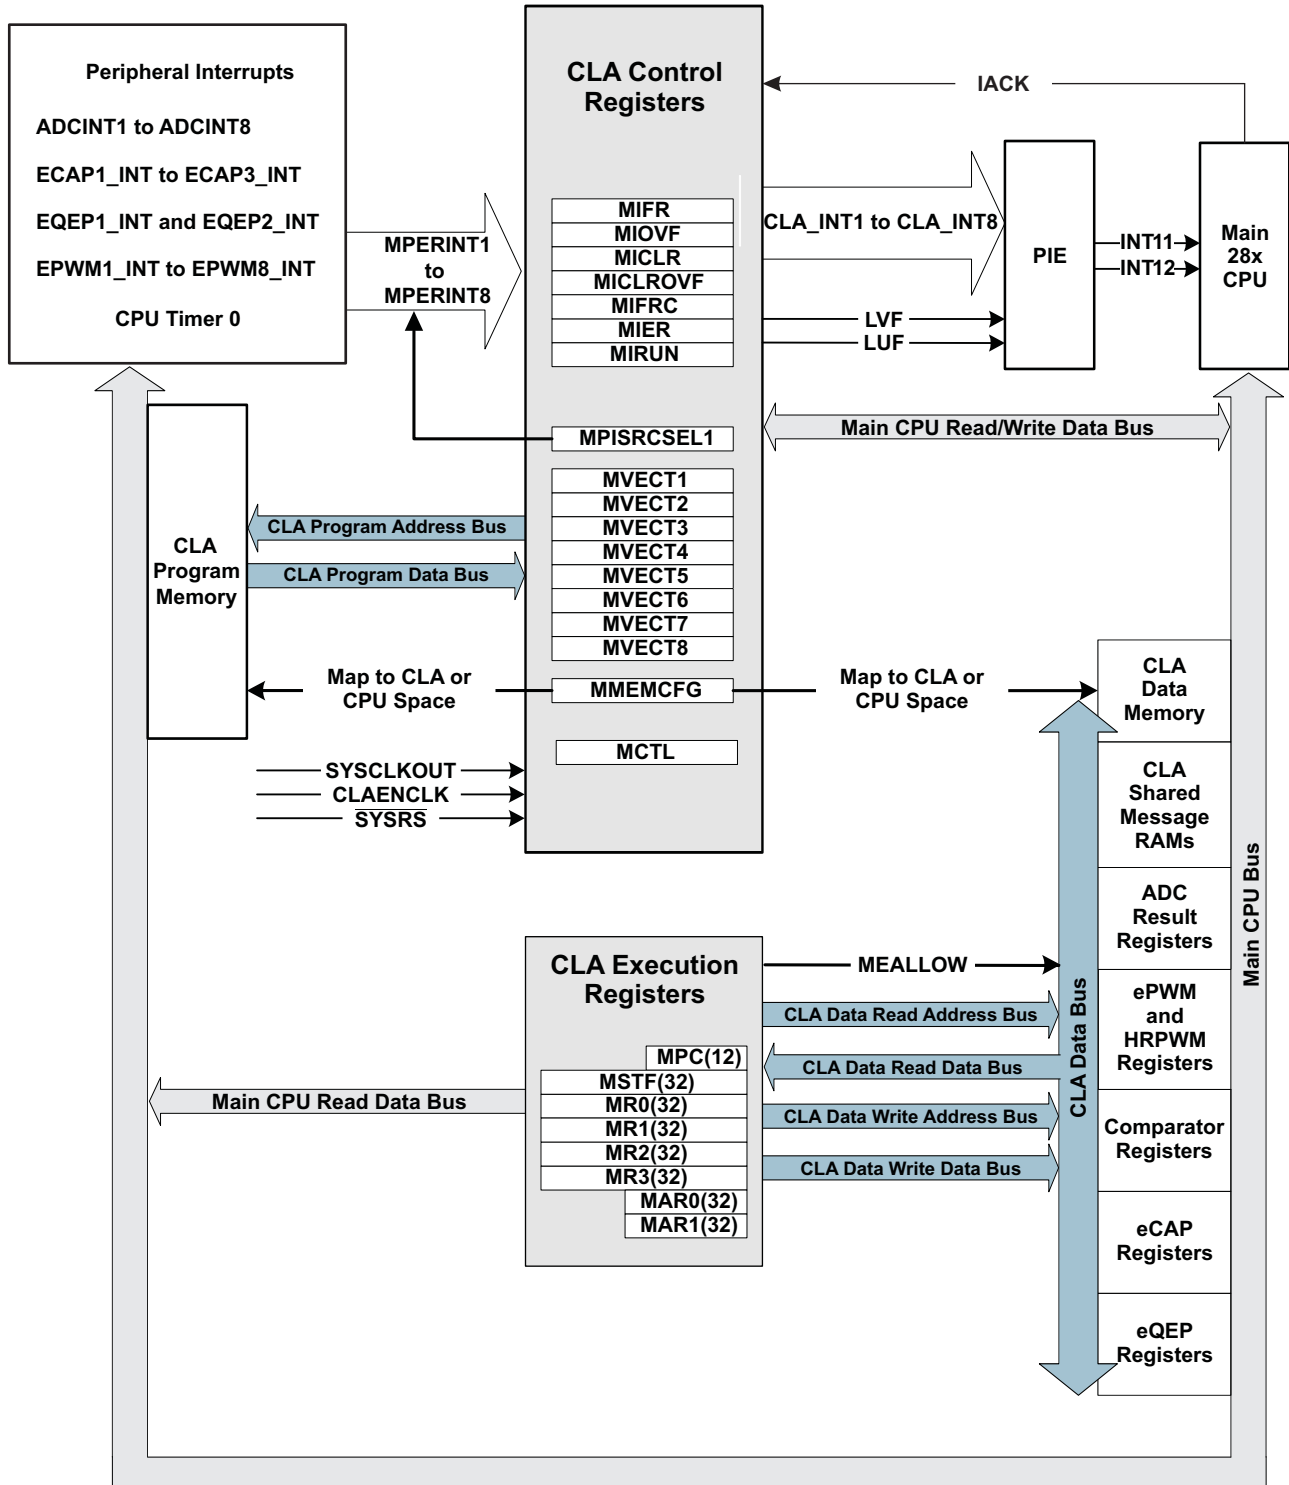 Peripheral Interrupts
ADCINT1 to ADCINT8
ECAP1_INT to ECAP3_INT
EQEP1_INT and EQEP2_INT
EPWM1_INT to EPWM8_INT
CPU Timer 0
MPERINT1
to
MPERINT8
CLA Control
Registers
MIFR
MIOVF
MICLR
MICLROVF
MIFRC
MIER
MIRUN
MPISRCSEL1
MVECT1
MVECT2
MVECT3
MVECT4
MVECT5
MVECT6
MVECT7
MVECT8
MMEMCFG
MCTL
IACK
CLA_INT1 to CLA_INT8
LVF
LUF
PIE
INT11
INT12
Main
28x
CPU
Main CPU Read/Write Data Bus
CLA Program Address Bus
CLA Program Data Bus
CLA
Program
Memory
Map to CLA or
CPU Space
Map to CLA or
CPU Space
SYSCLKOUT
CLAENCLK
SYSRS
CLA
Data
Memory
CLA
Shared
Message
RAMs
ADC
Result
Registers
ePWM
and
HRPWM
Registers
Comparator
Registers
eCAP
Registers
eQEP
Registers
Main CPU Bus
CLA Data Bus
CLA Execution
Registers
MPC(12)
MSTF(32)
MR0(32)
MR1(32)
MR2(32)
MR3(32)
MAR0(32)
MAR1(32)
MEALLOW
CLA Data Read Address Bus
CLA Data Read Data Bus
CLA Data Write Address Bus
CLA Data Write Data Bus
Main CPU Read Data Bus